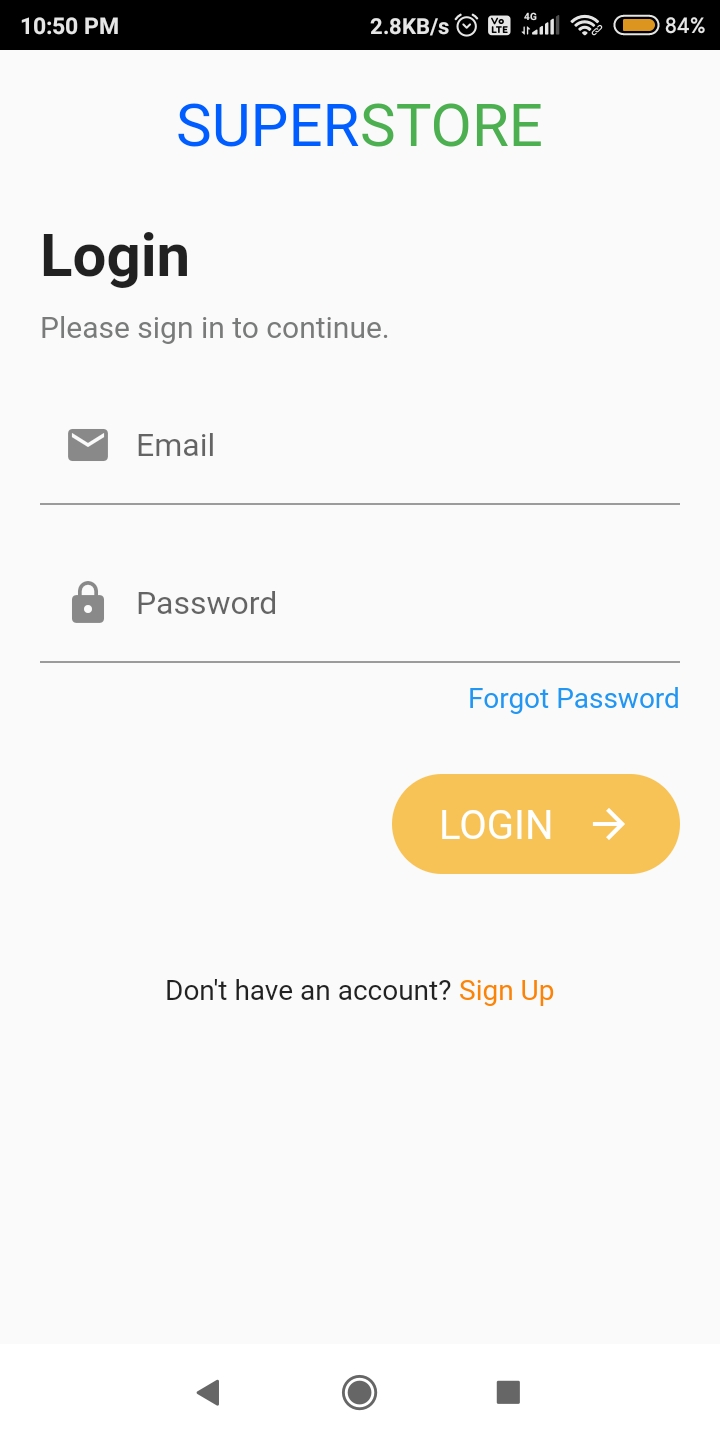 10:50 PM 2.8KB/s Vo LTE 4G 84%
SUPERSTORE
Login
Please sign in to continue.
Email
Password
Forgot Password
LOGIN
Don't have an account? Sign Up